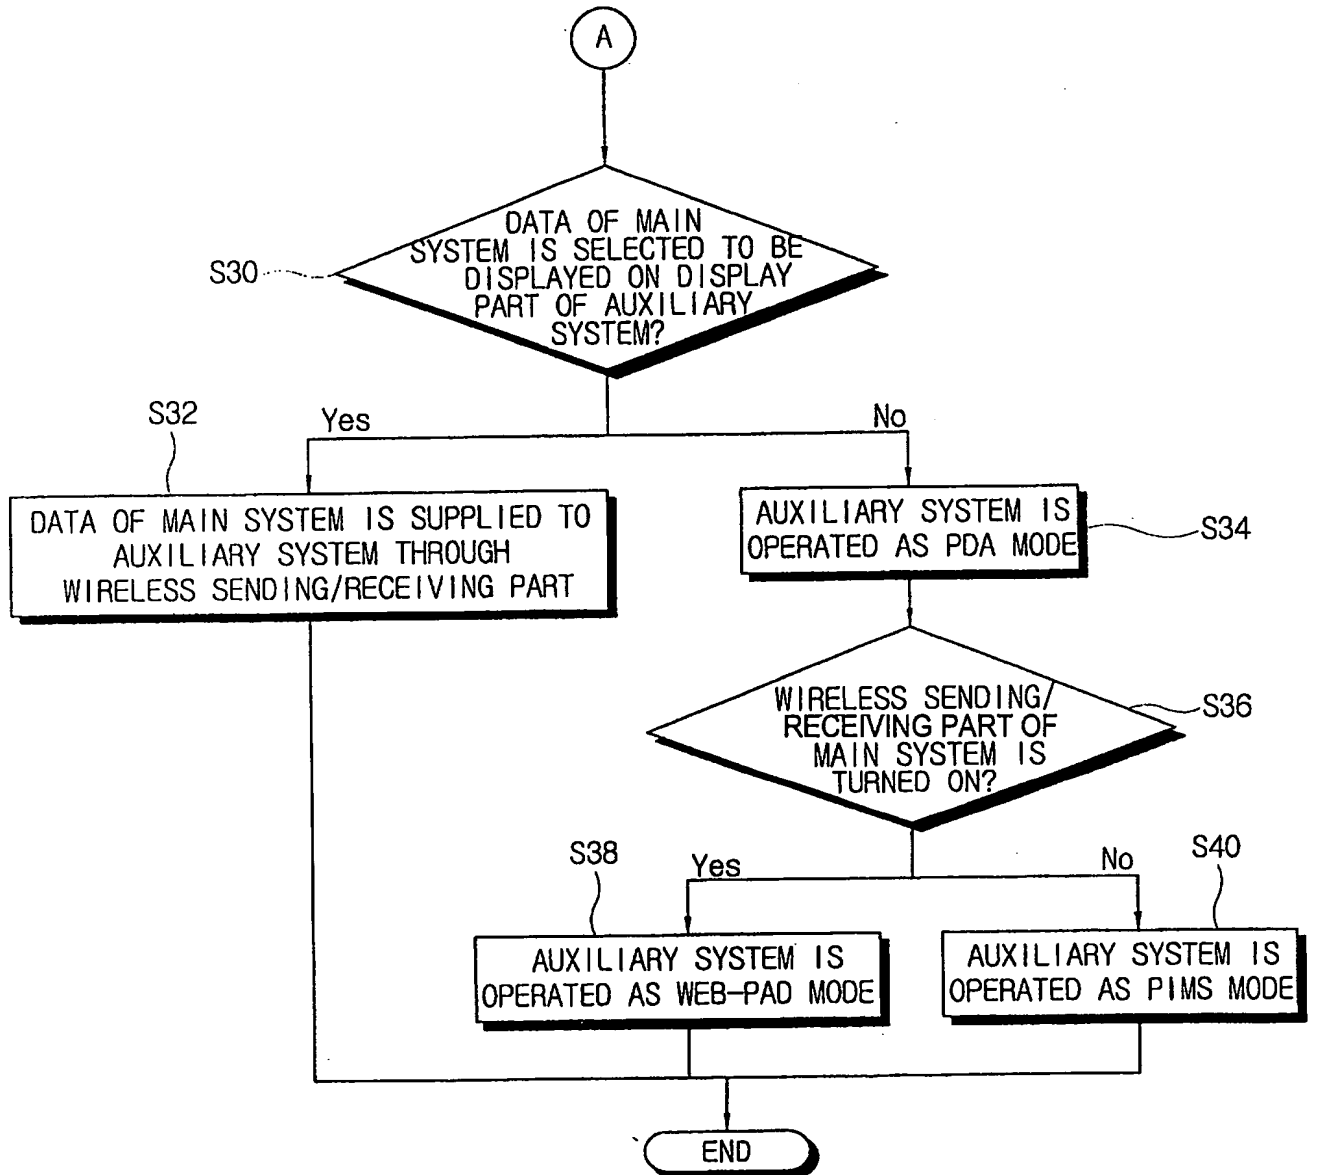 A
DATA OF MAIN
SYSTEM IS SELECTED TO BE
DISPLAYED ON DISPLAY
PART OF AUXILIARY
SYSTEM?
S30
Yes
No
S32
DATA OF MAIN SYSTEM IS SUPPLIED TO
AUXILIARY SYSTEM THROUGH
WIRELESS SENDING/RECEIVING PART
AUXILIARY SYSTEM IS
OPERATED AS PDA MODE
S34
WIRELESS SENDING/
RECEIVING PART OF
MAIN SYSTEM IS
TURNED ON?
S36
Yes
No
S38
AUXILIARY SYSTEM IS
OPERATED AS WEB-PAD MODE
S40
AUXILIARY SYSTEM IS
OPERATED AS PIMS MODE
END